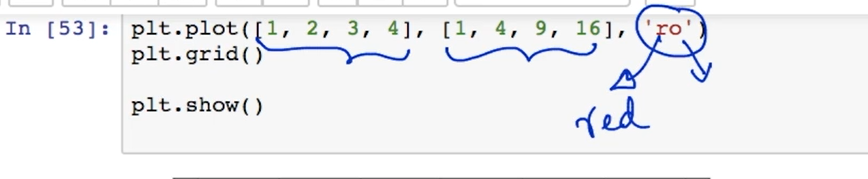 In [53]: plt.plot([1, 2, 3, 4], [1, 4, 9, 16], 'ro')
plt.grid()
plt.show()
red